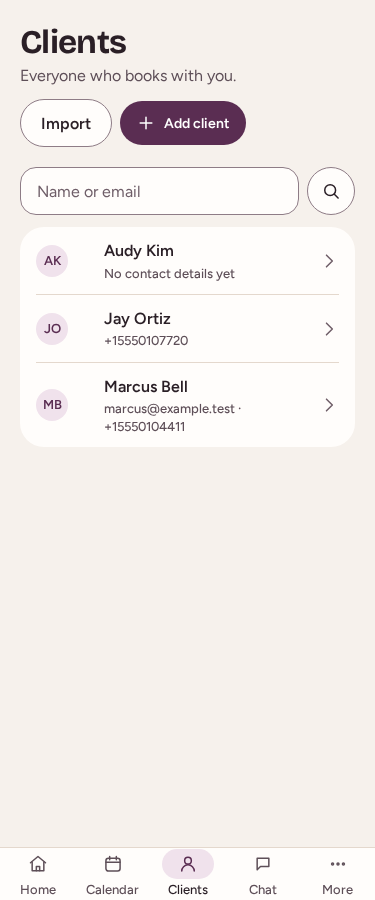 Clients
Everyone who books with you.
Import
Add client
Name or email
AK
Audy Kim
No contact details yet
JO
Jay Ortiz
+15550107720
MB
Marcus Bell
marcus@example.test ·
+15550104411
Home
Calendar
Clients
Chat
More